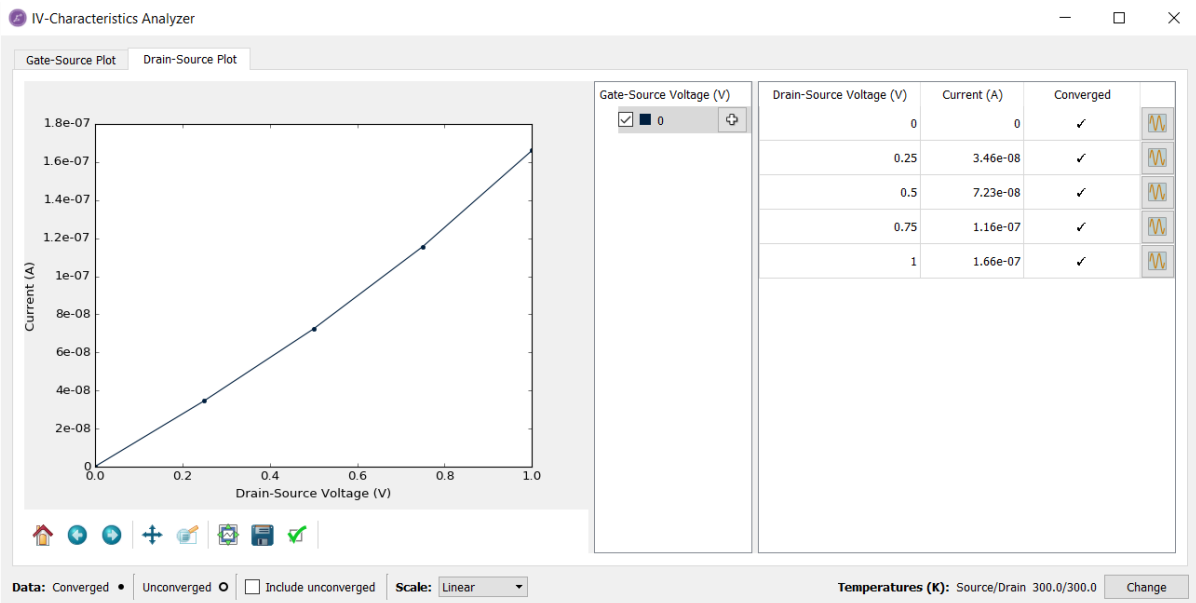 IV-Characteristics Analyzer
Gate-Source Plot
Drain-Source Plot
1.8e-07
1.6e-07
1.4e-07
1.2e-07
1e-07
8e-08
6e-08
4e-08
2e-08
0
Current (A)
0.0 0.2 0.4 0.6 0.8 1.0
Drain-Source Voltage (V)
Gate-Source Voltage (V)
0
Drain-Source Voltage (V) Current (A) Converged
0 0 ✓
0.25 3.46e-08 ✓
0.5 7.23e-08 ✓
0.75 1.16e-07 ✓
1 1.66e-07 ✓
Data: Converged Unconverged Include unconverged Scale: Linear Temperatures (K): Source/Drain 300.0/300.0 Change